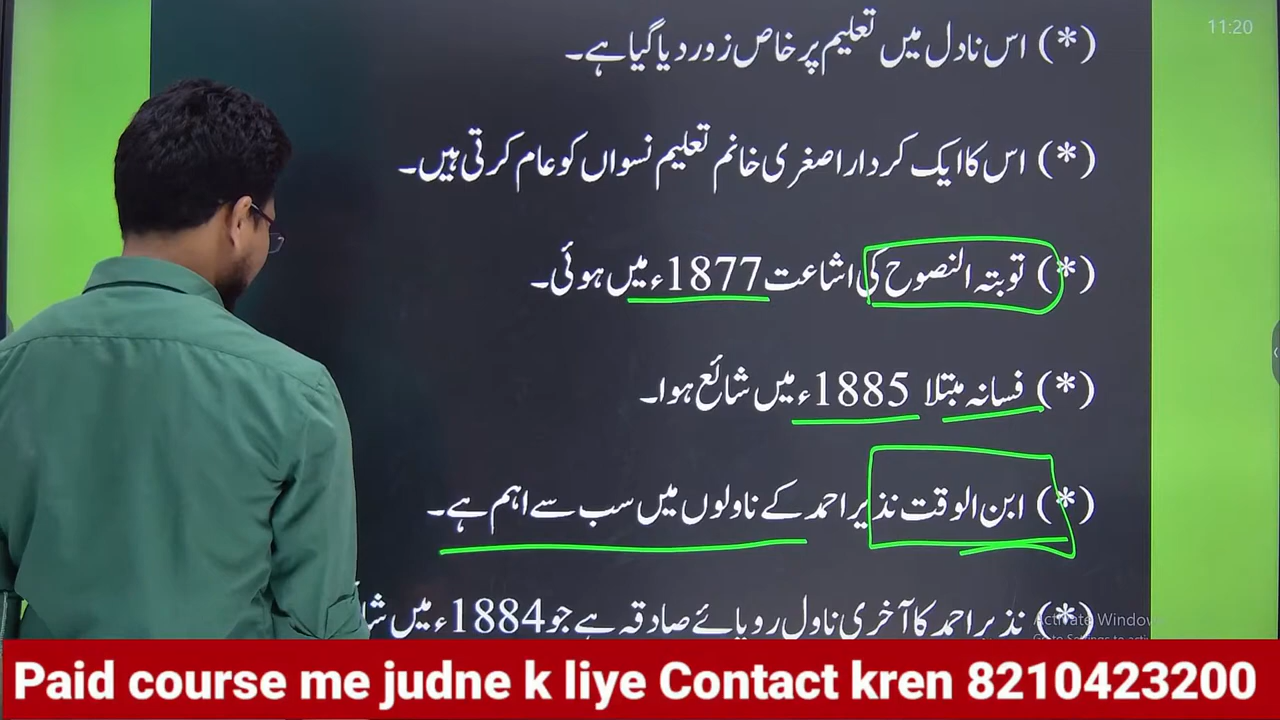 11:20
(*) اس نادل میں تعلیم پر خاص زور دیا گیا ہے۔
(*) اس کا ایک کردار اصغری خانم تعلیم نسواں کو عام کرتی ہیں۔
(*) توبتہ النصوح کی اشاعت 1877ء میں ہوئی۔
(*) فسانہ مبتلا 1885ء میں شائع ہوا۔
(*) ابن الوقت نذیر احمد کے ناولوں میں سب سے اہم ہے۔
(*) نذیر احمد کا آخری ناول رویائے صادقہ ہے جو 1884ء میں
Activate Windows
Paid course me judne k liye Contact kren 8210423200